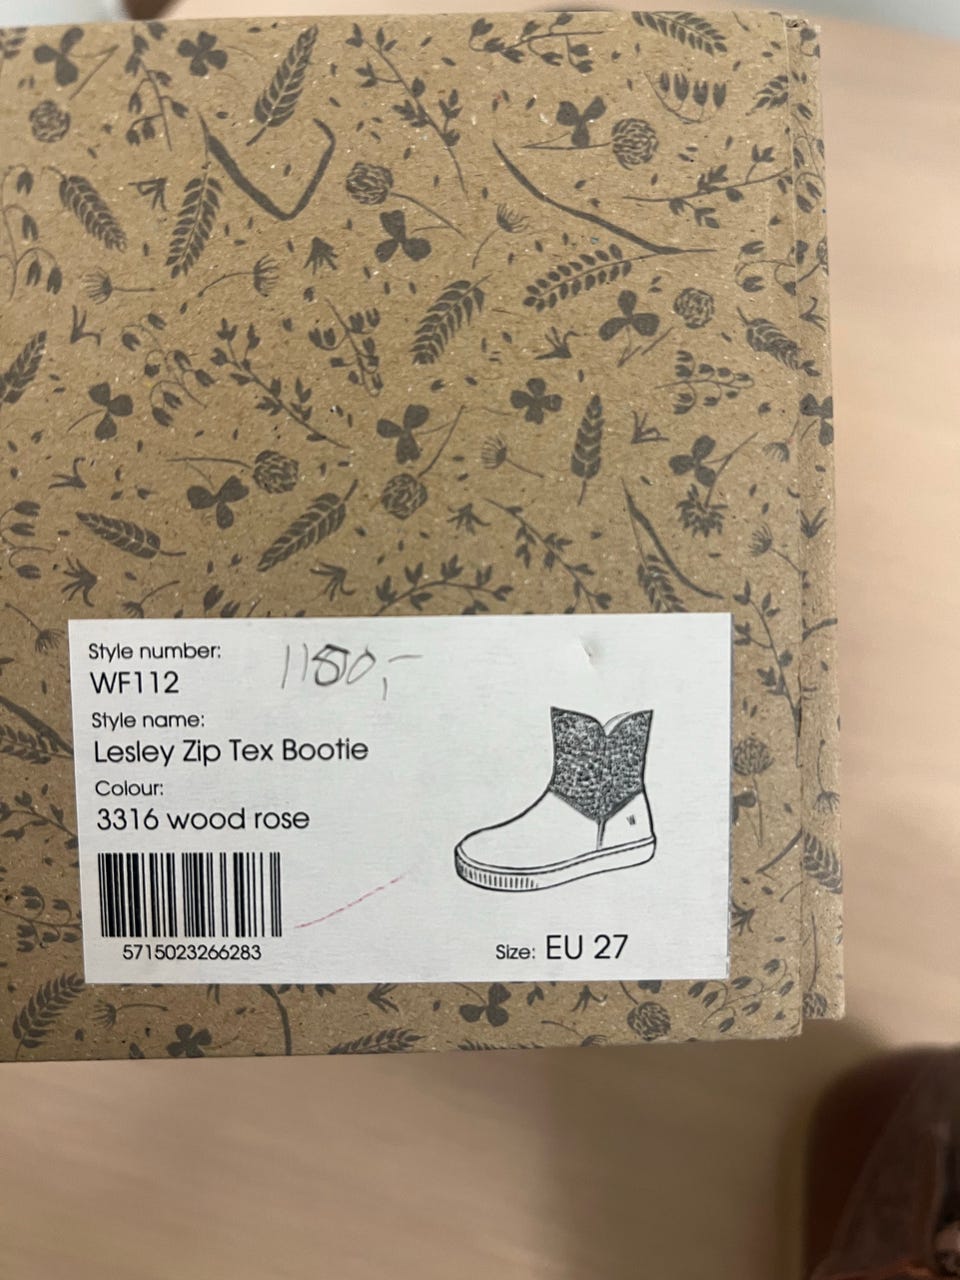 Style number:
WF112
1180,-
Style name:
Lesley Zip Tex Bootie
Colour:
3316 wood rose
5715023266283
Size: EU 27